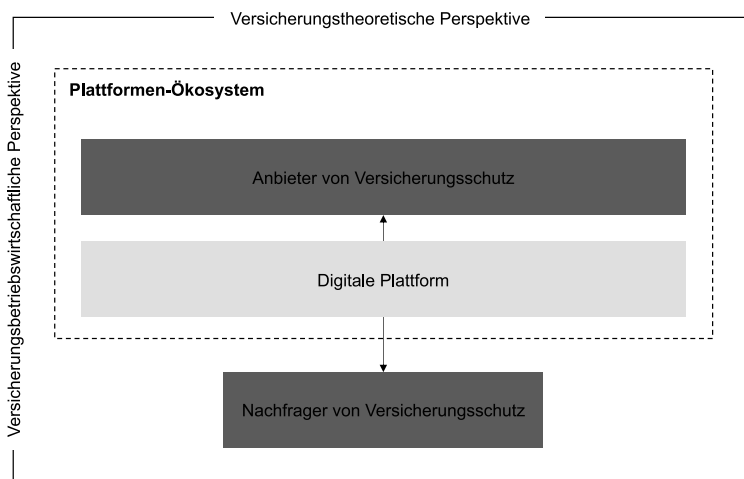 Versicherungstheoretische Perspektive
Versicherungsbetriebswirtschaftliche Perspektive
Plattformen-Ökosystem
Anbieter von Versicherungsschutz
Digitale Plattform
Nachfrager von Versicherungsschutz